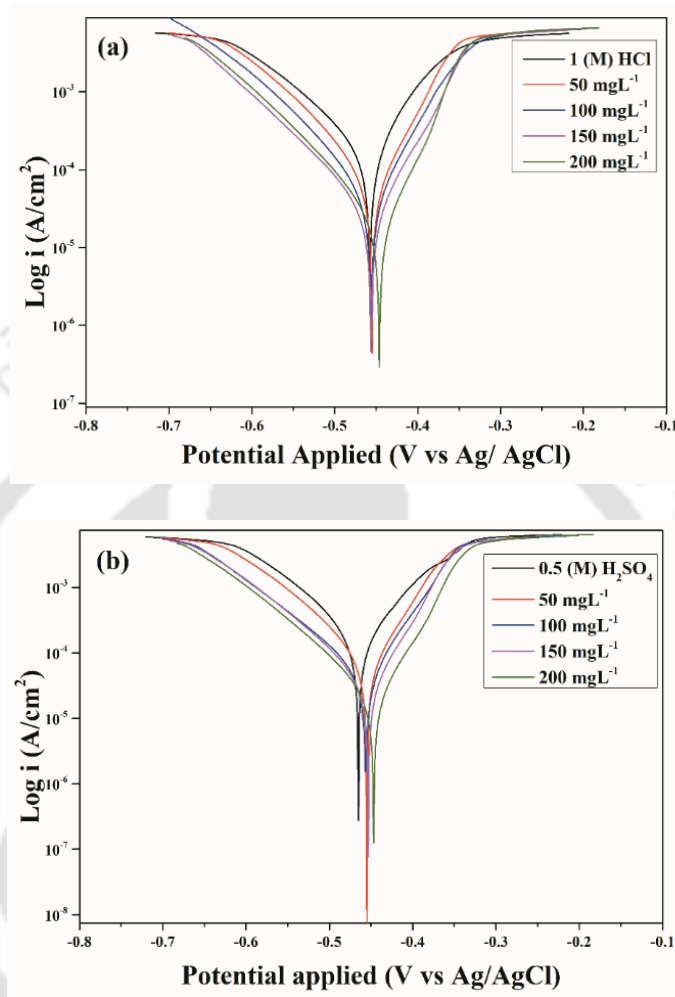 (a)
1 (M) HCl
50 mgL⁻¹
100 mgL⁻¹
150 mgL⁻¹
200 mgL⁻¹
Log i (A/cm²)
10⁻³
10⁻⁴
10⁻⁵
10⁻⁶
10⁻⁷
-0.8 -0.7 -0.6 -0.5 -0.4 -0.3 -0.2 -0.1
Potential Applied (V vs Ag/ AgCl)
(b)
0.5 (M) H₂SO₄
50 mgL⁻¹
100 mgL⁻¹
150 mgL⁻¹
200 mgL⁻¹
Log i (A/cm²)
10⁻³
10⁻⁴
10⁻⁵
10⁻⁶
10⁻⁷
10⁻⁸
-0.8 -0.7 -0.6 -0.5 -0.4 -0.3 -0.2 -0.1
Potential applied (V vs Ag/AgCl)